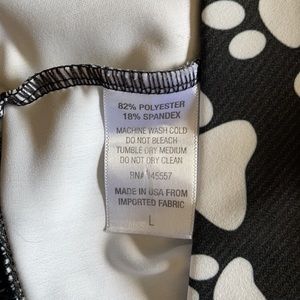 82% POLYESTER
18% SPANDEX
MACHINE WASH COLD
DO NOT BLEACH
TUMBLE DRY MEDIUM
DO NOT DRY CLEAN
RN# 145557
MADE IN USA FROM
IMPORTED FABRIC
L